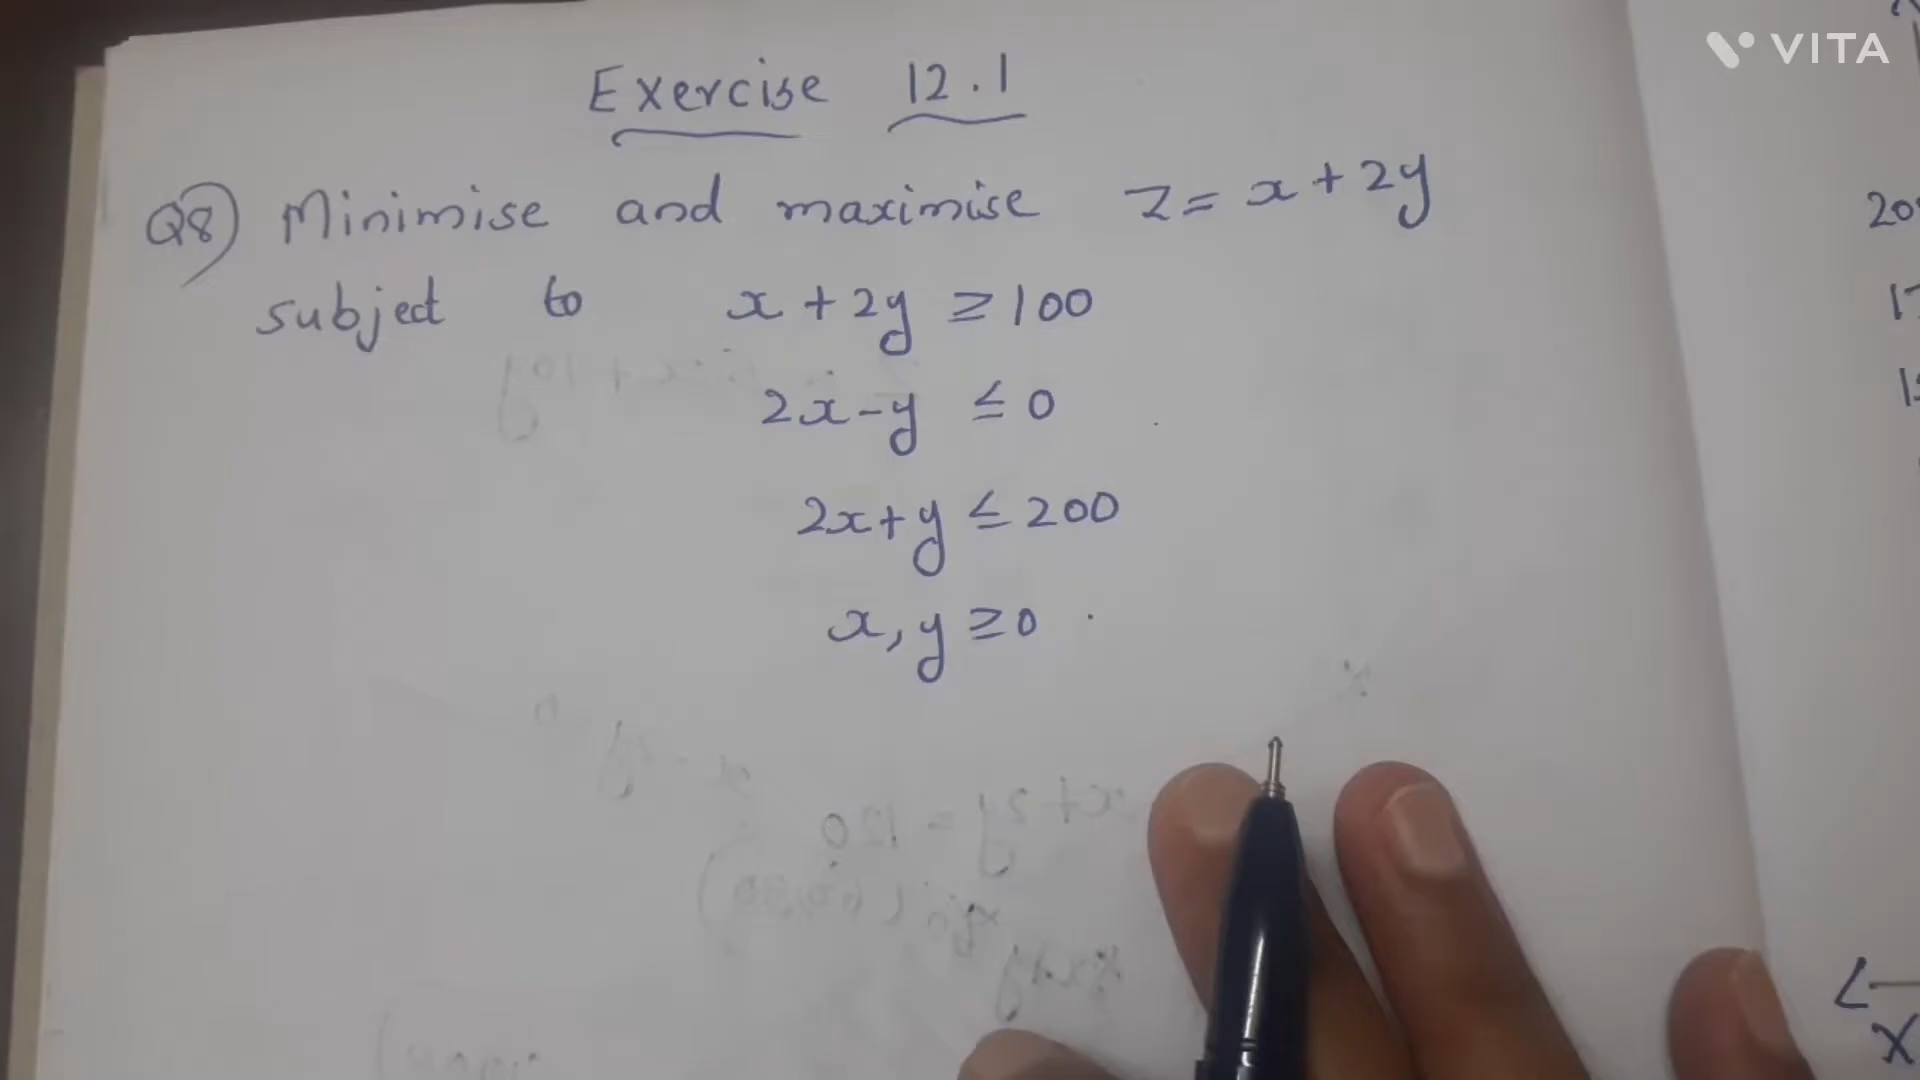 VITA
Exercise 12.1
Q8) Minimise and maximise Z = x + 2y
subject to x + 2y ≥ 100
2x - y ≤ 0
2x + y ≤ 200
x, y ≥ 0 .